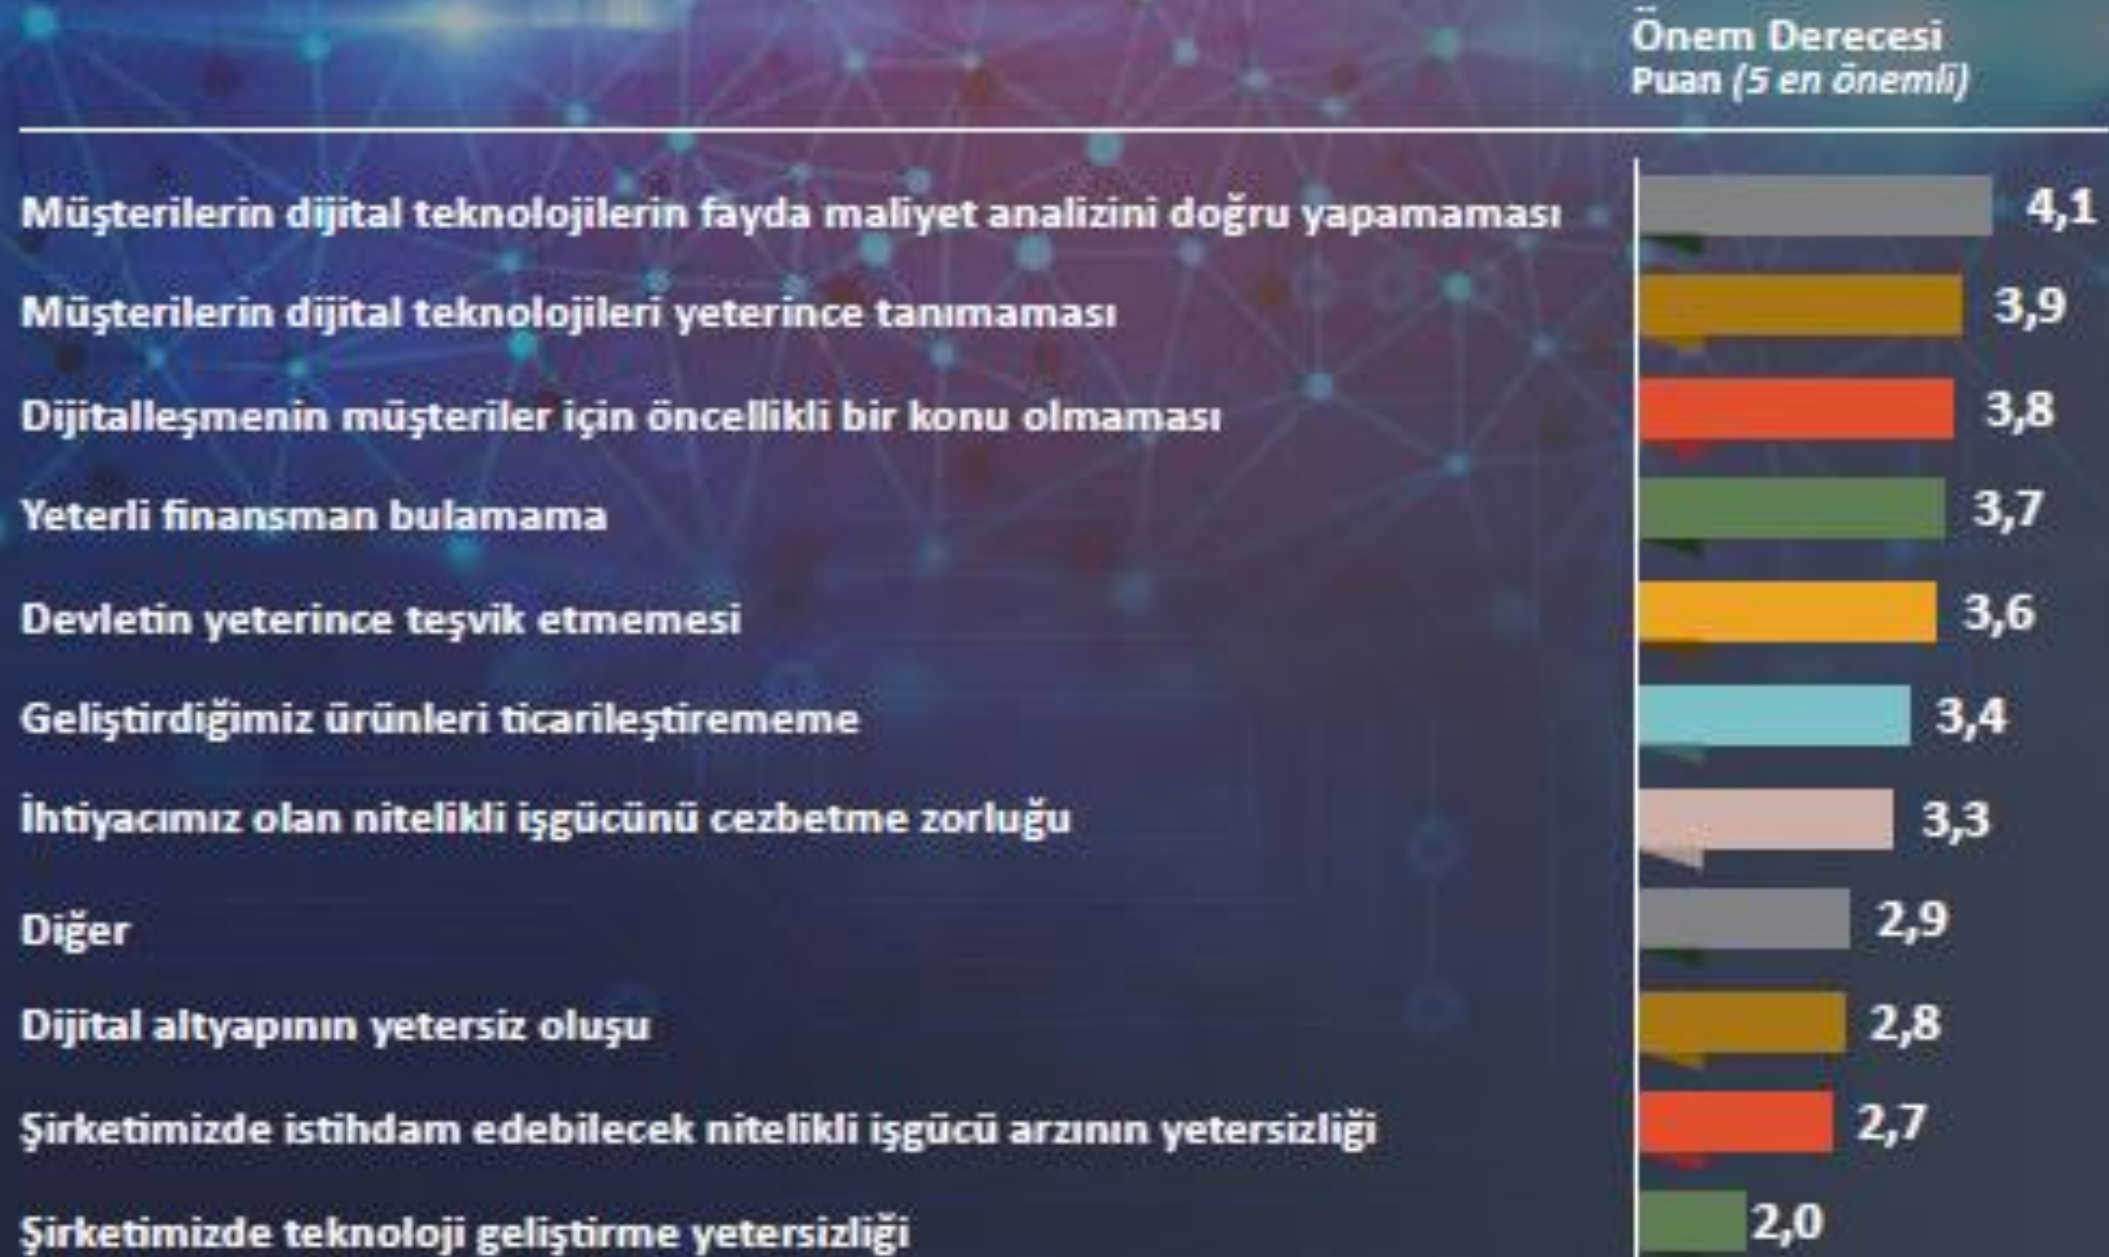 Önem Derecesi
Puan (5 en önemli)
Müşterilerin dijital teknolojilerin fayda maliyet analizini doğru yapamaması 4,1
Müşterilerin dijital teknolojileri yeterince tanımaması 3,9
Dijitalleşmenin müşteriler için öncellikli bir konu olmaması 3,8
Yeterli finansman bulamama 3,7
Devletin yeterince teşvik etmemesi 3,6
Geliştirdiğimiz ürünleri ticarileştirememe 3,4
İhtiyacımız olan nitelikli işgücünü cezbetme zorluğu 3,3
Diğer 2,9
Dijital altyapının yetersiz oluşu 2,8
Şirketimizde istihdam edebilecek nitelikli işgücü arzının yetersizliği 2,7
Şirketimizde teknoloji geliştirme yetersizliği 2,0